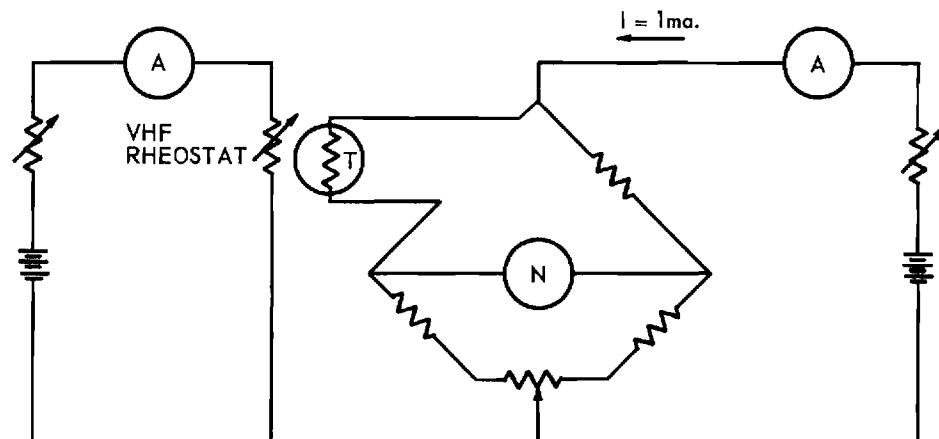 I = 1ma.
A
A
VHF
RHEOSTAT
T
N